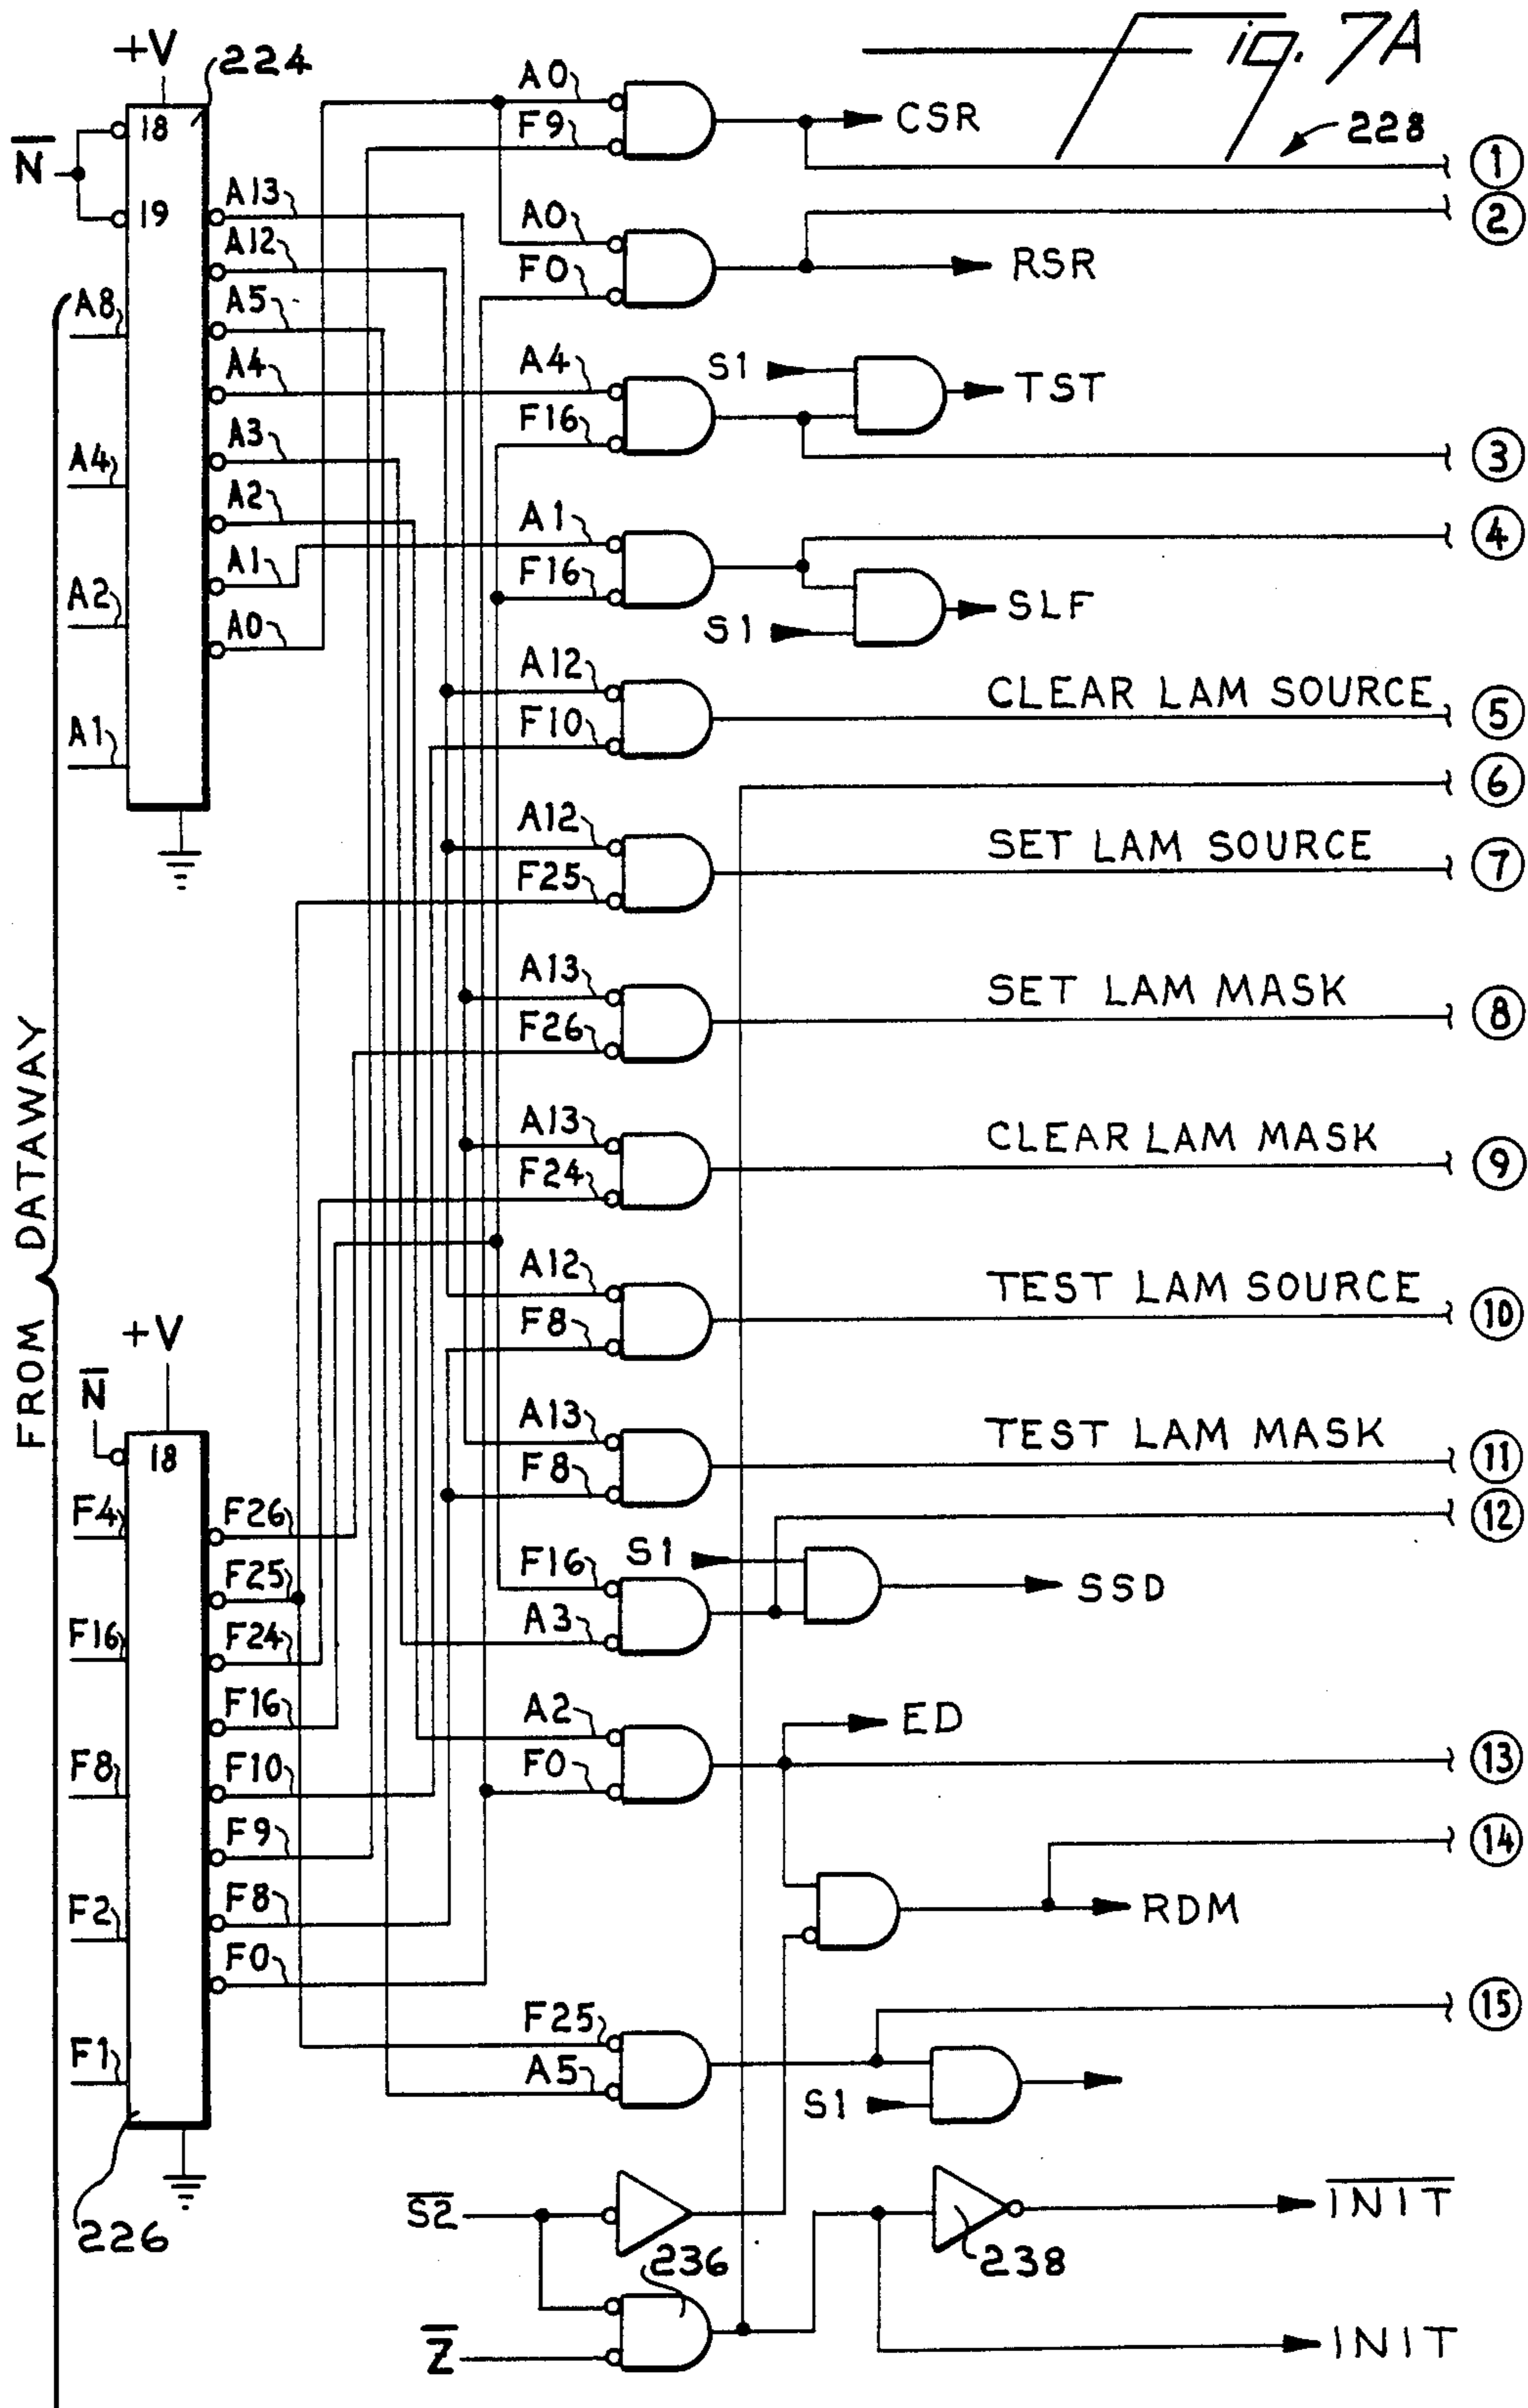 Fig. 7A
+V
224
N̅
18
19
A8
A4
A2
A1
A13
A12
A5
A4
A3
A2
A1
A0
FROM DATAWAY
A0
F9
CSR
228
1
A0
F0
RSR
2
A4
F16
S1
TST
3
A1
F16
S1
SLF
4
A12
F10
CLEAR LAM SOURCE
5
6
A12
F25
SET LAM SOURCE
7
A13
F26
SET LAM MASK
8
A13
F24
CLEAR LAM MASK
9
A12
F8
TEST LAM SOURCE
10
A13
F8
TEST LAM MASK
11
12
F16
A3
S1
SSD
A2
F0
ED
13
14
RDM
15
F25
A5
S1
+V
N̅
18
F4
F16
F8
F2
F1
F26
F25
F24
F16
F10
F9
F8
F0
226
S̅2̅
236
Z̅
238
I̅N̅I̅T̅
INIT